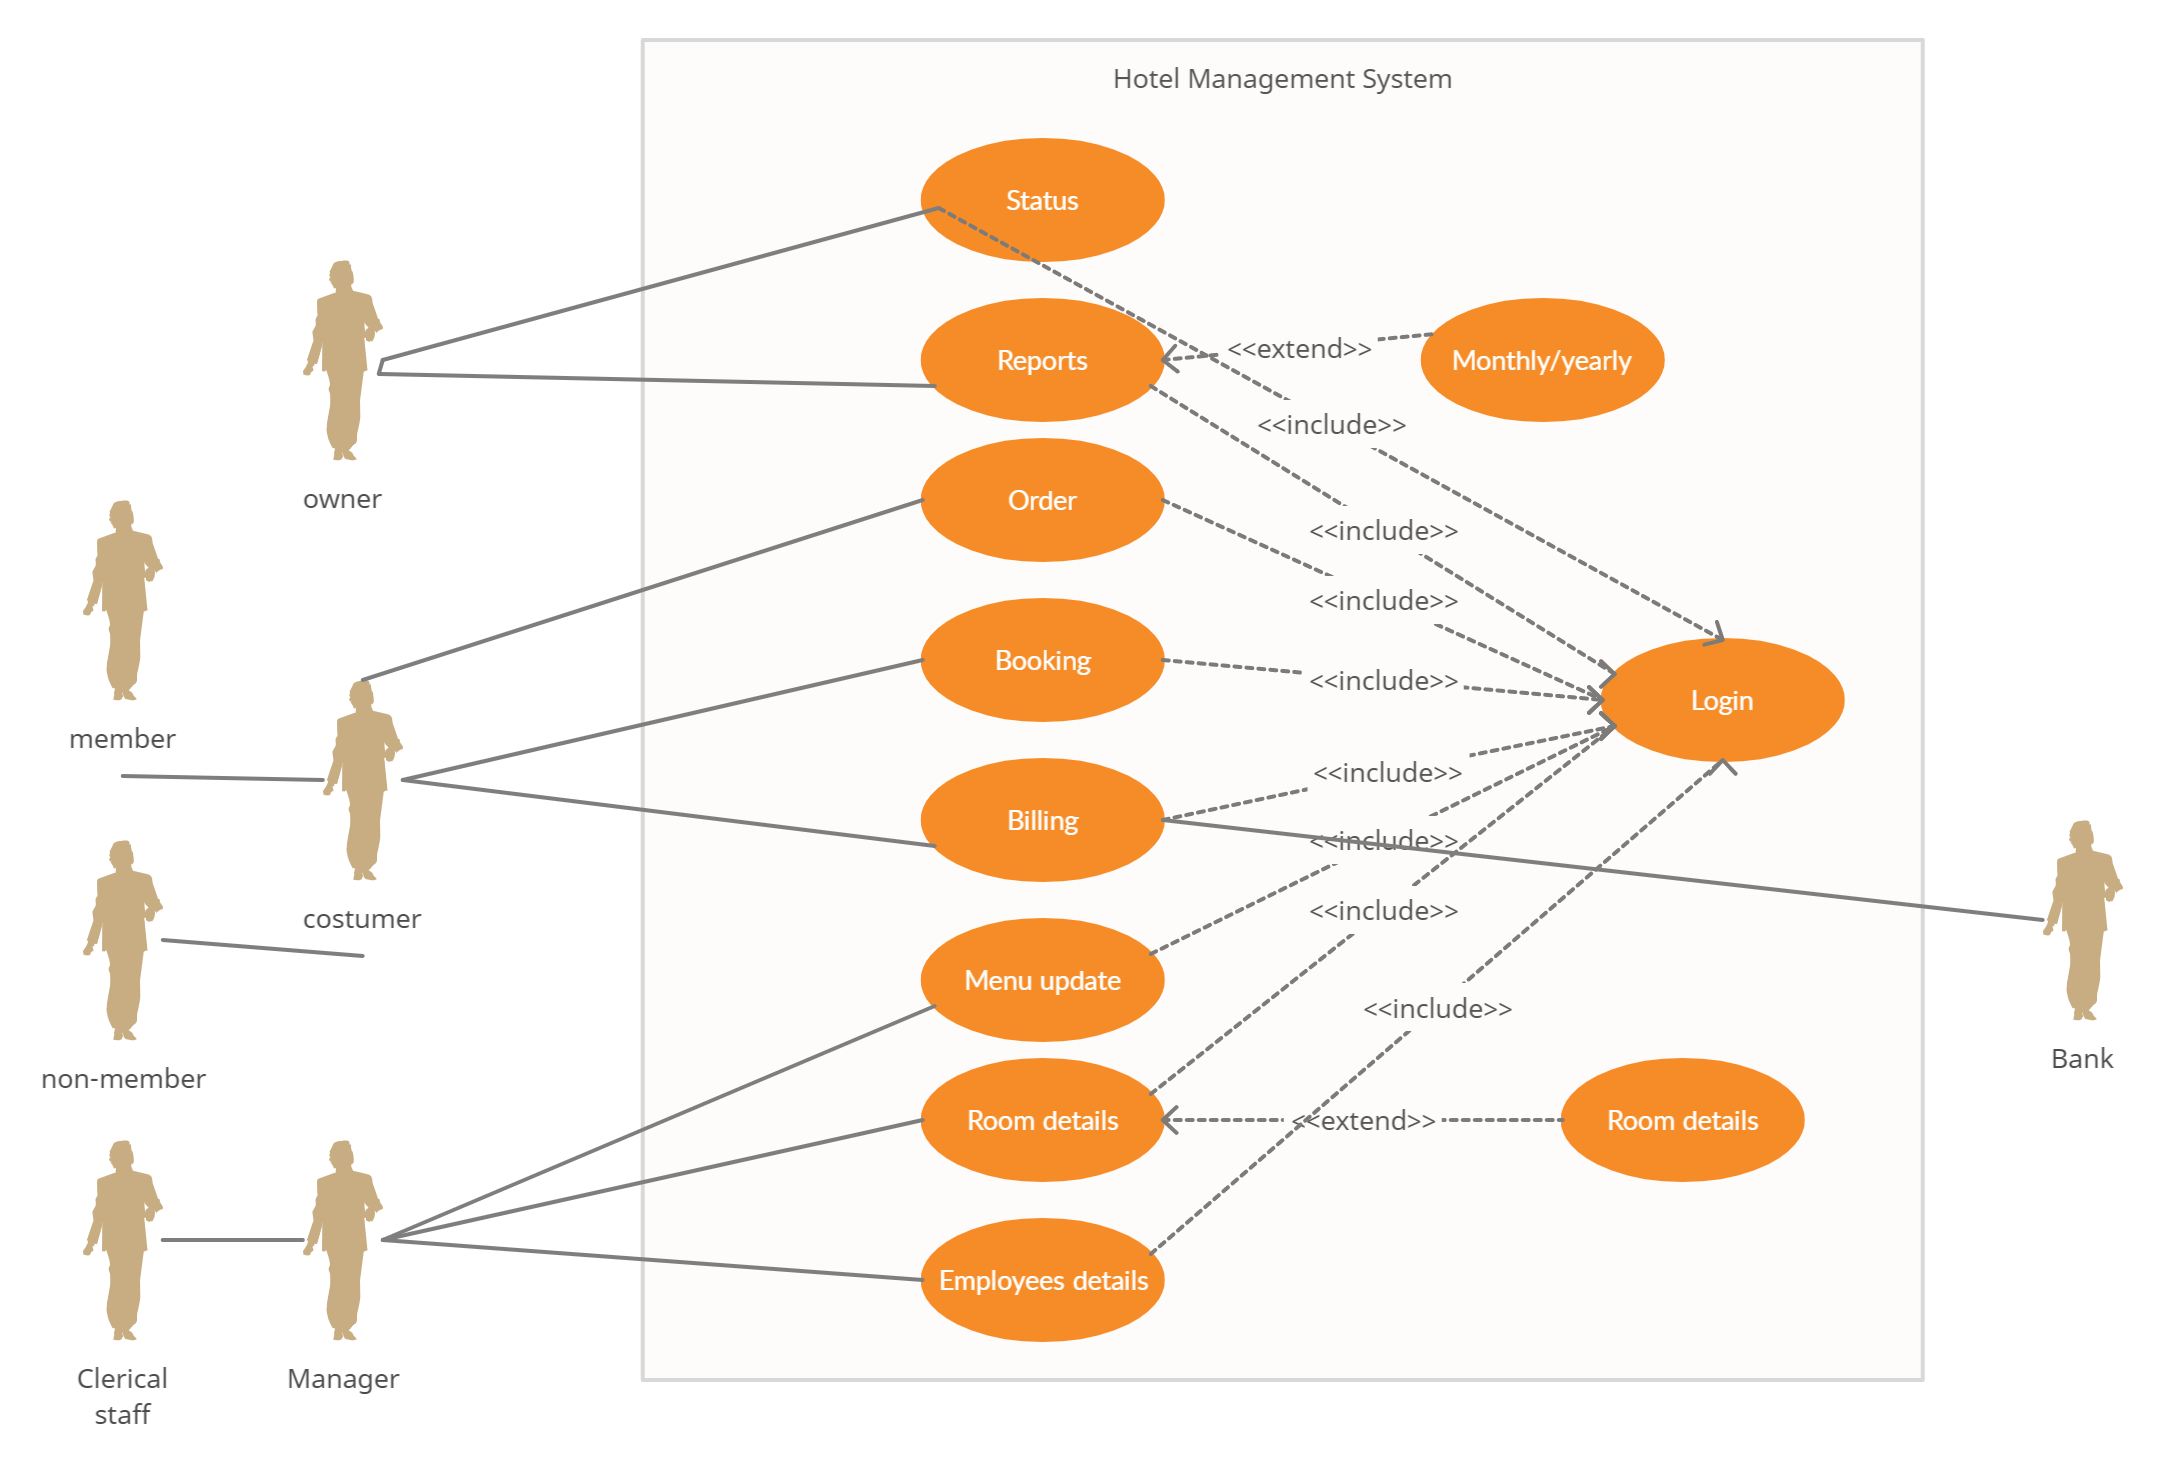 Hotel Management System
Status
Reports
<<extend>>
Monthly/yearly
<<include>>
owner
Order
<<include>>
<<include>>
Booking
<<include>>
Login
member
<<include>>
Billing
<<include>>
costumer
<<include>>
Menu update
<<include>>
Bank
non-member
Room details
<<extend>>
Room details
Employees details
Clerical
staff
Manager